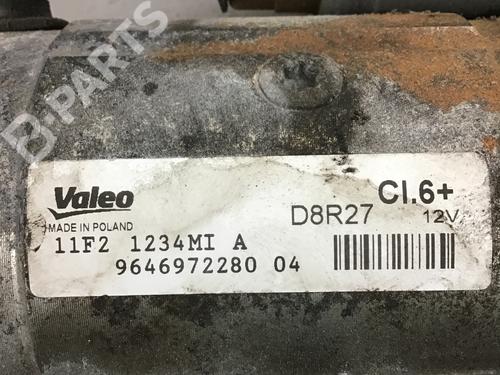 B-PARTS
Valeo
MADE IN POLAND
D8R27
Cl.6+
12V
11F2 1234MI A
9646972280 04